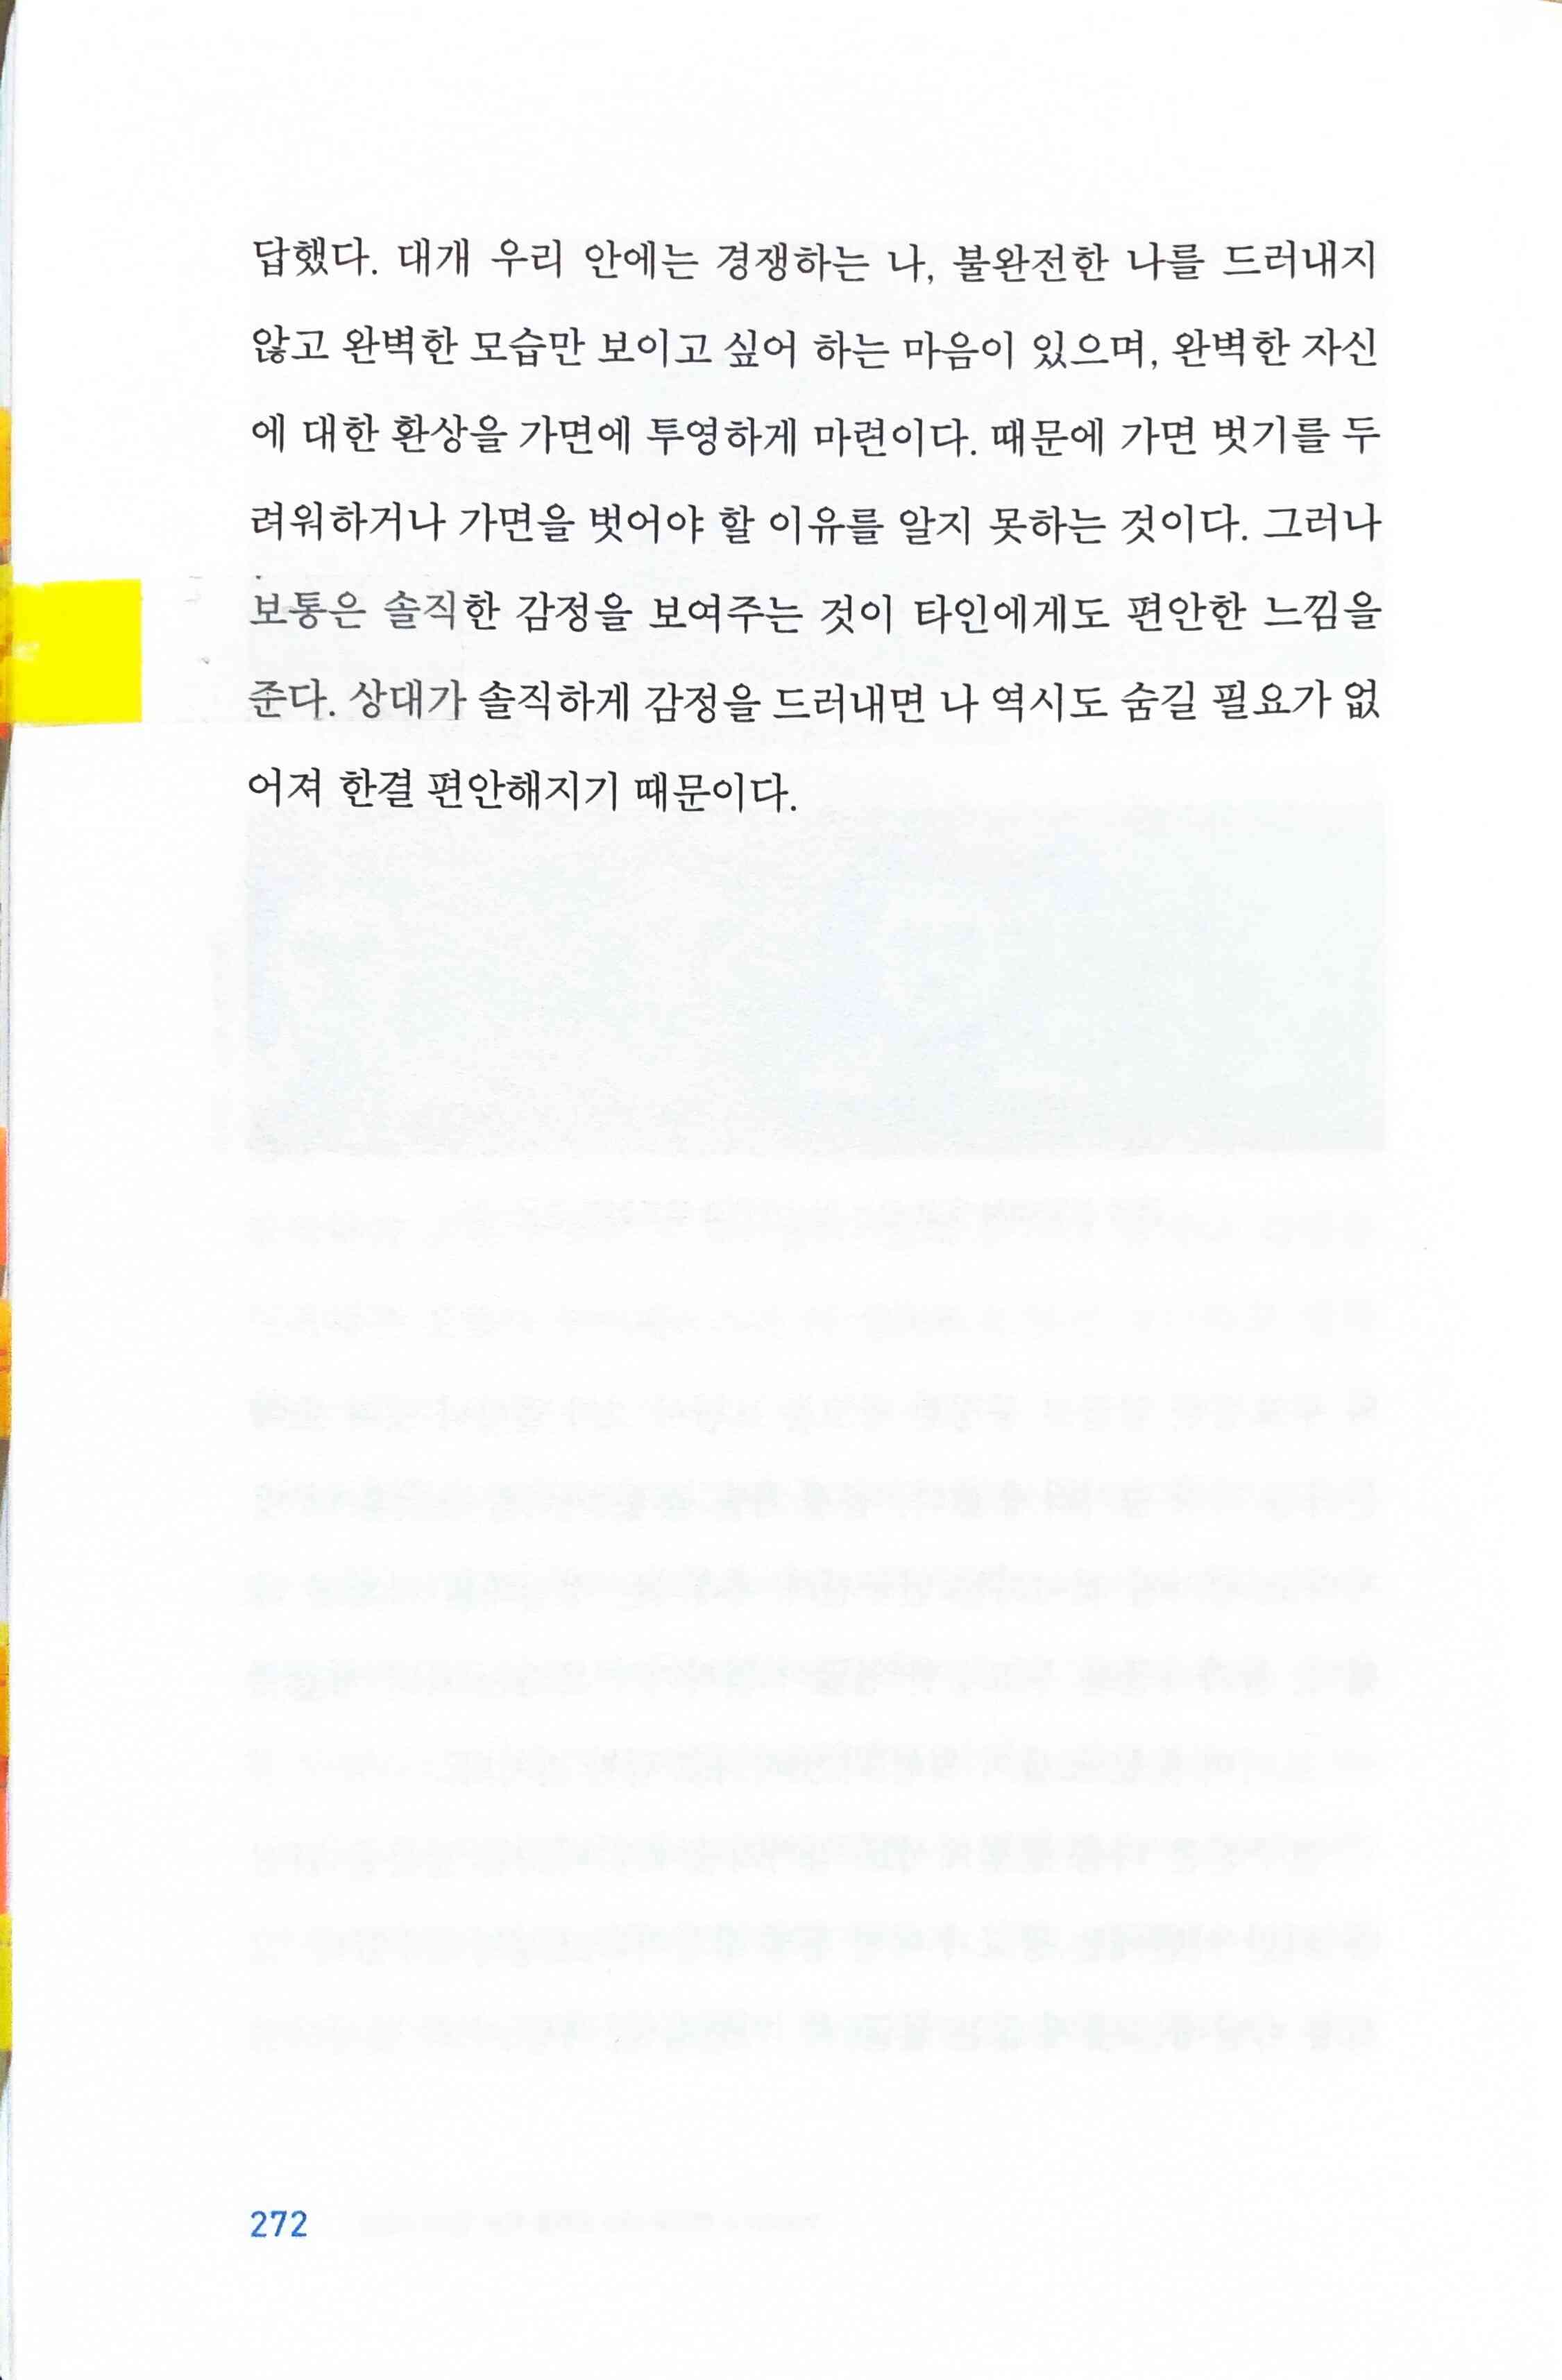 답했다. 대개 우리 안에는 경쟁하는 나, 불완전한 나를 드러내지
않고 완벽한 모습만 보이고 싶어 하는 마음이 있으며, 완벽한 자신
에 대한 환상을 가면에 투영하게 마련이다. 때문에 가면 벗기를 두
려워하거나 가면을 벗어야 할 이유를 알지 못하는 것이다. 그러나
보통은 솔직한 감정을 보여주는 것이 타인에게도 편안한 느낌을
준다. 상대가 솔직하게 감정을 드러내면 나 역시도 숨길 필요가 없
어져 한결 편안해지기 때문이다.
272